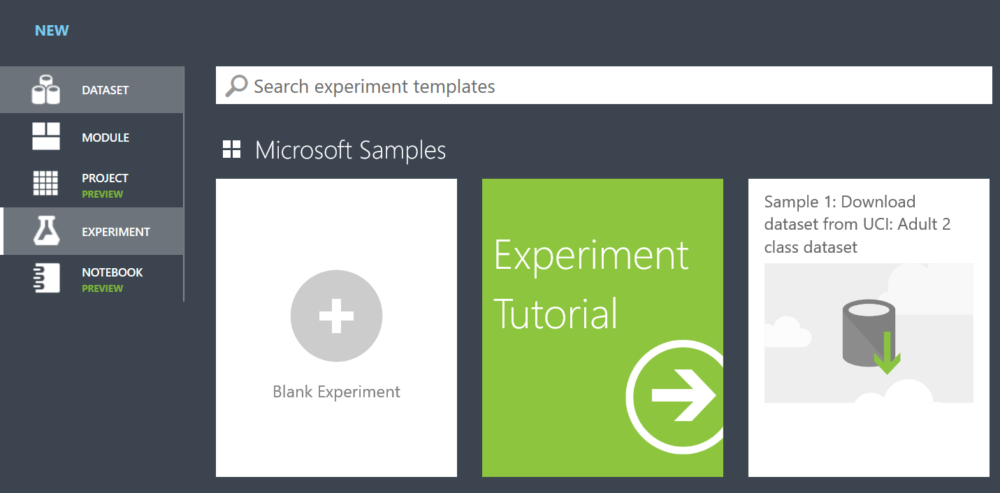 NEW
DATASET
MODULE
PROJECT
PREVIEW
EXPERIMENT
NOTEBOOK
PREVIEW
Search experiment templates
Microsoft Samples
Blank Experiment
Experiment
Tutorial
Sample 1: Download
dataset from UCI: Adult 2
class dataset